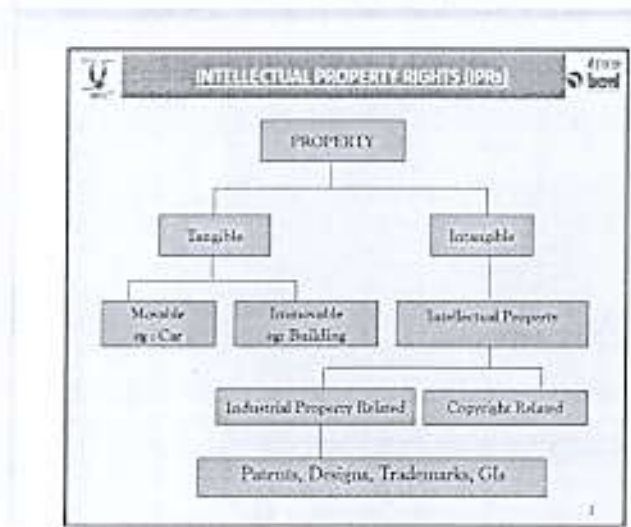 INTELLECTUAL PROPERTY RIGHTS (IPRs)
PROPERTY
Tangible
Intangible
Movable
eg : Car
Immovable
eg: Building
Intellectual Property
Industrial Property Related
Copyright Related
Patents, Designs, Trademarks, GIs